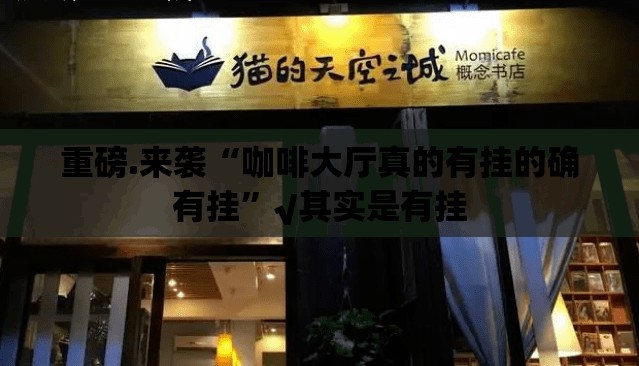 猫的天空之城
Momicafe
概念书店
重磅.来袭“咖啡大厅真的有挂的确
有挂”√其实是有挂